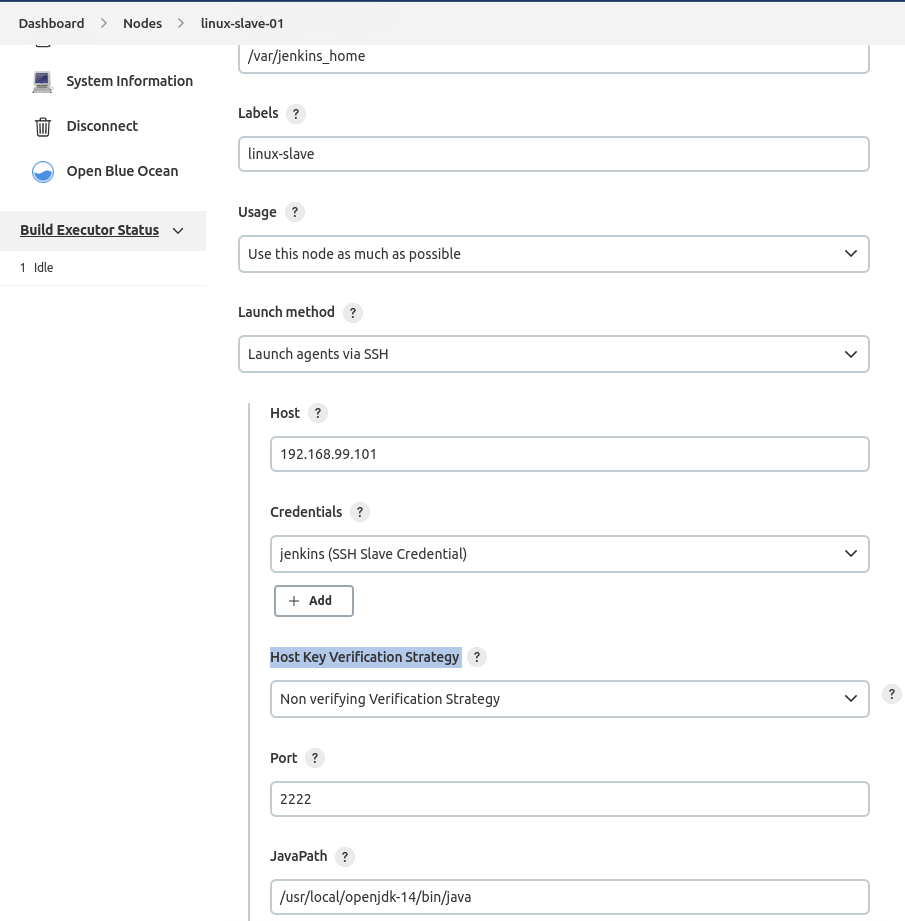 Dashboard > Nodes > linux-slave-01
System Information
Disconnect
Open Blue Ocean
Build Executor Status
1 Idle
/var/jenkins_home
Labels ?
linux-slave
Usage ?
Use this node as much as possible
Launch method ?
Launch agents via SSH
Host ?
192.168.99.101
Credentials ?
jenkins (SSH Slave Credential)
+ Add
Host Key Verification Strategy ?
Non verifying Verification Strategy
?
Port ?
2222
JavaPath ?
/usr/local/openjdk-14/bin/java